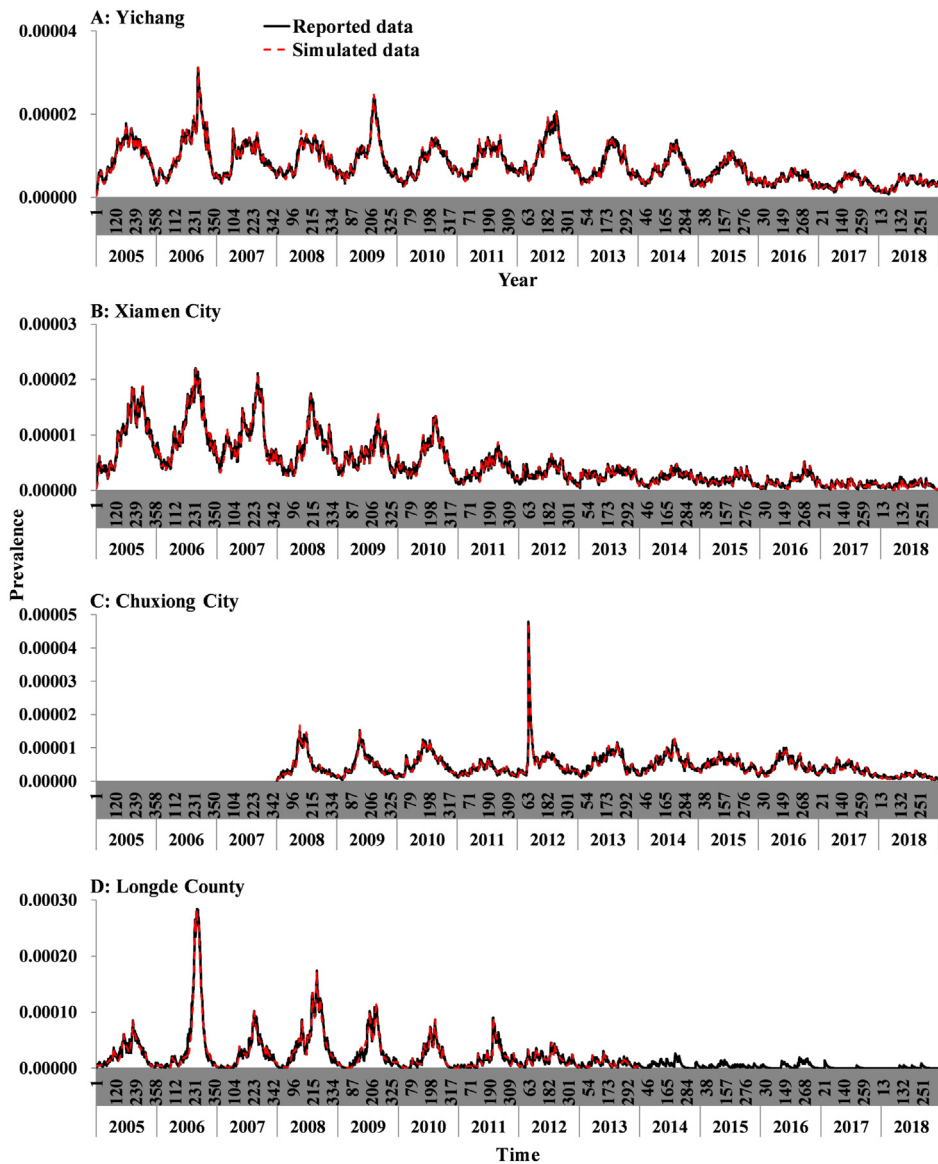 A: Yichang
Reported data
Simulated data
0.00004
0.00002
0.00000
1 120 239 358 112 231 350 104 223 342 96 215 334 87 206 325 79 198 317 71 190 309 63 182 301 54 173 292 46 165 284 38 157 276 30 149 268 21 140 259 13 132 251
2005 2006 2007 2008 2009 2010 2011 2012 2013 2014 2015 2016 2017 2018
Year
B: Xiamen City
0.00003
0.00002
0.00001
0.00000
1 120 239 358 112 231 350 104 223 342 96 215 334 87 206 325 79 198 317 71 190 309 63 182 301 54 173 292 46 165 284 38 157 276 30 149 268 21 140 259 13 132 251
2005 2006 2007 2008 2009 2010 2011 2012 2013 2014 2015 2016 2017 2018
Prevalence
C: Chuxiong City
0.00005
0.00004
0.00003
0.00002
0.00001
0.00000
1 120 239 358 112 231 350 104 223 342 96 215 334 87 206 325 79 198 317 71 190 309 63 182 301 54 173 292 46 165 284 38 157 276 30 149 268 21 140 259 13 132 251
2005 2006 2007 2008 2009 2010 2011 2012 2013 2014 2015 2016 2017 2018
D: Longde County
0.00030
0.00020
0.00010
0.00000
1 120 239 358 112 231 350 104 223 342 96 215 334 87 206 325 79 198 317 71 190 309 63 182 301 54 173 292 46 165 284 38 157 276 30 149 268 21 140 259 13 132 251
2005 2006 2007 2008 2009 2010 2011 2012 2013 2014 2015 2016 2017 2018
Time